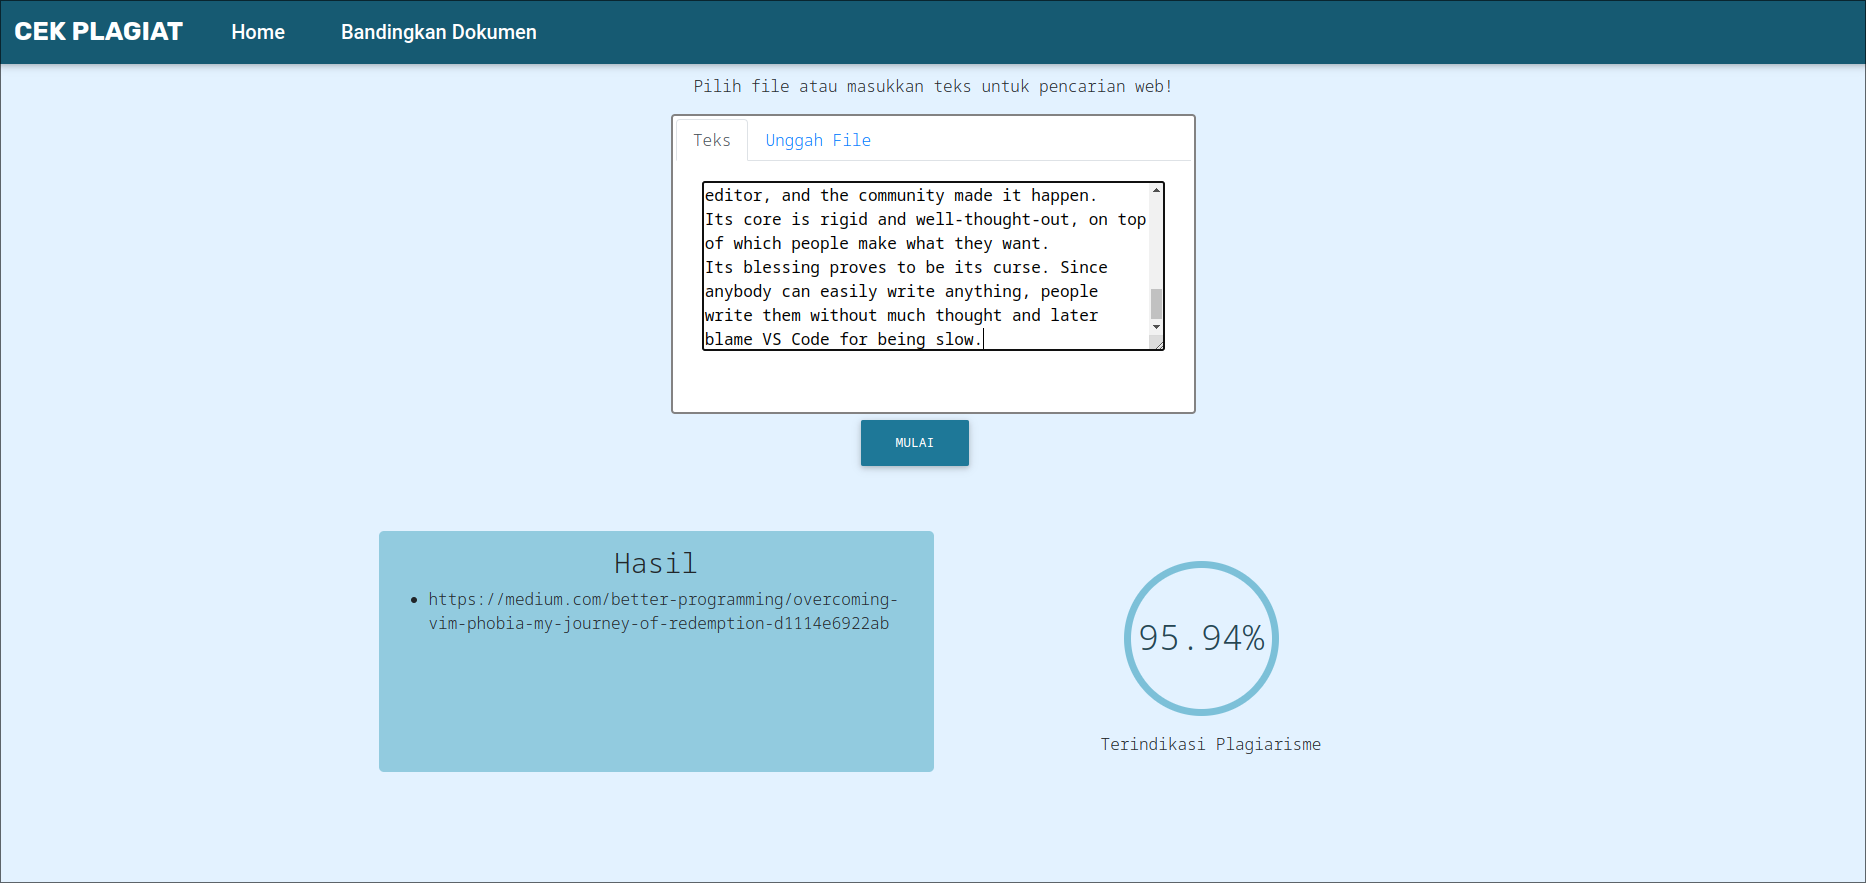 CEK PLAGIAT Home Bandingkan Dokumen
Pilih file atau masukkan teks untuk pencarian web!
Teks Unggah File
editor, and the community made it happen.
Its core is rigid and well-thought-out, on top
of which people make what they want.
Its blessing proves to be its curse. Since
anybody can easily write anything, people
write them without much thought and later
blame VS Code for being slow.
MULAI
Hasil
https://medium.com/better-programming/overcoming-
vim-phobia-my-journey-of-redemption-d1114e6922ab
95.94%
Terindikasi Plagiarisme